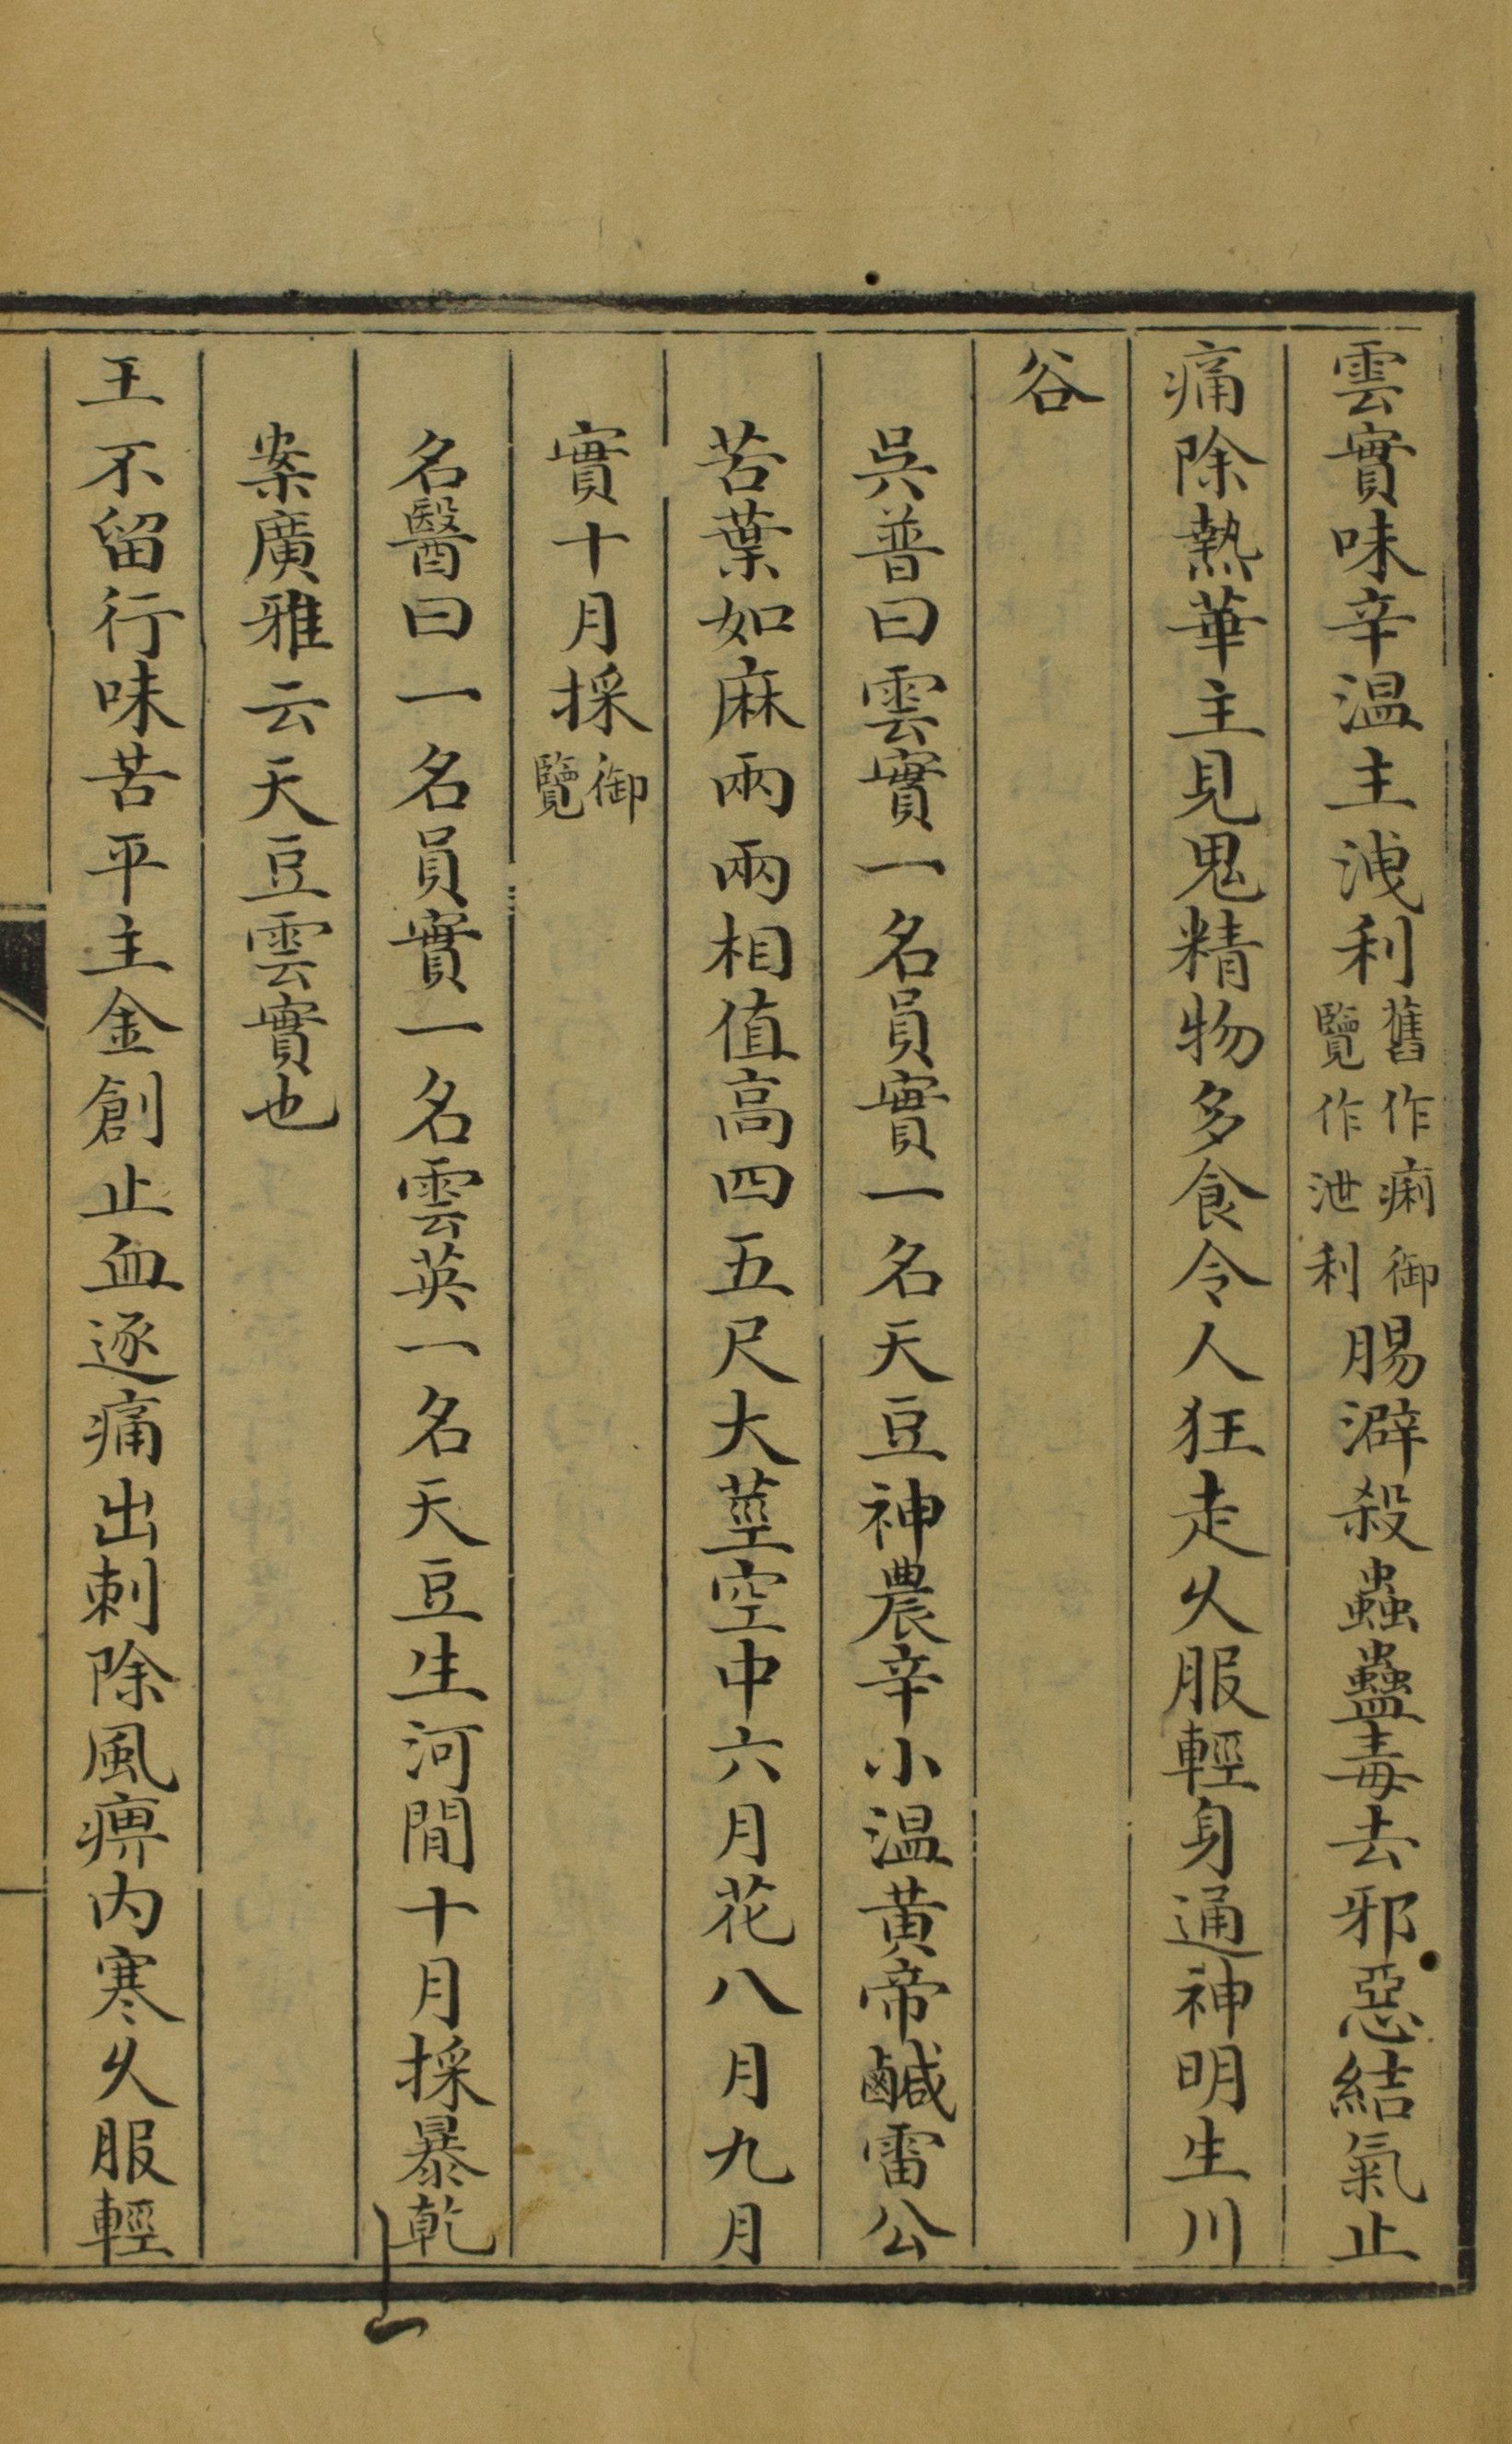 雲實味辛温主洩利舊作痢御覽作泄利腸澼殺蟲蠱毒去邪惡結氣止
痛除熱華主見鬼精物多食令人狂走久服輕身通神明生川
谷
吳普曰雲實一名員實一名天豆神農辛小温黃帝鹹雷公
苦葉如麻兩兩相值高四五尺大莖空中六月花八月九月
實十月採御覽
名醫曰一名員實一名雲英一名天豆生河閒十月採暴乾
案廣雅云天豆雲實也
王不留行味苦平主金創止血逐痛出刺除風痹内寒久服輕